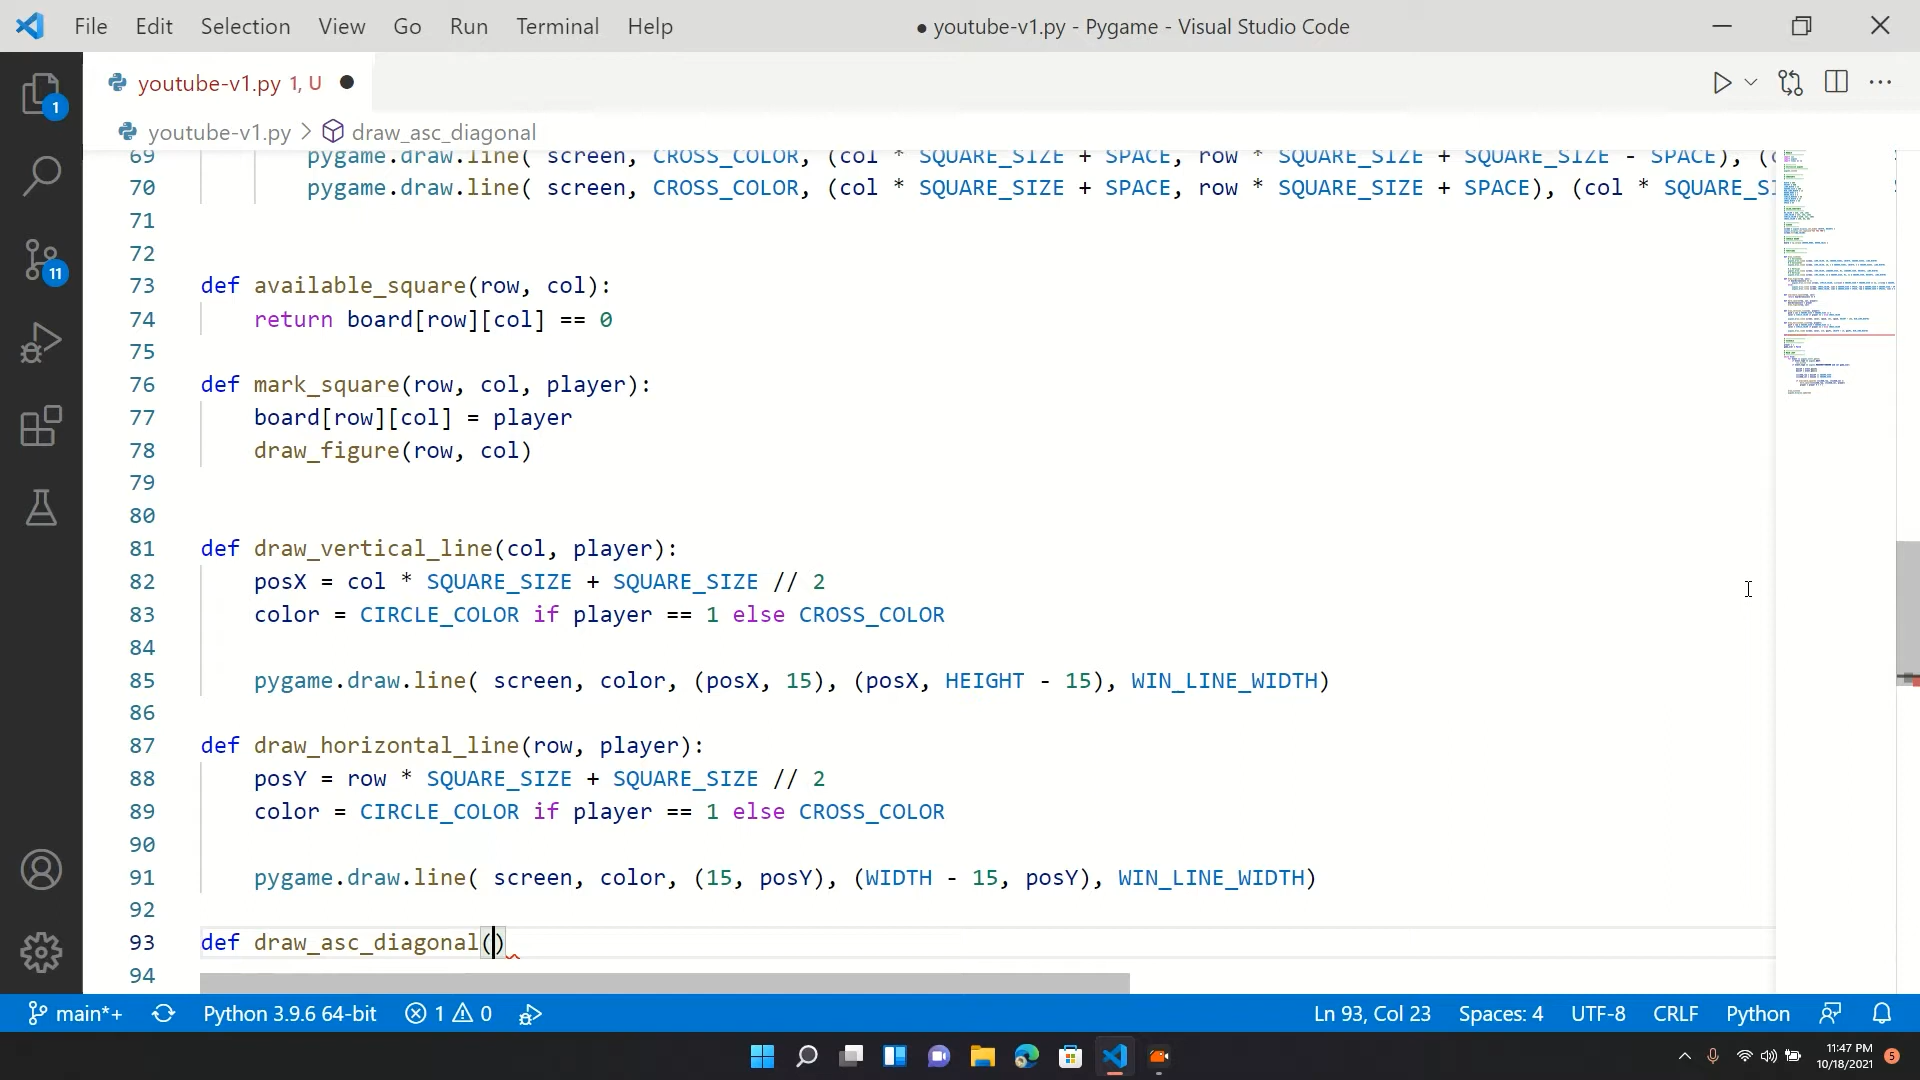 File Edit Selection View Go Run Terminal Help
● youtube-v1.py - Pygame - Visual Studio Code
youtube-v1.py 1, U ●
youtube-v1.py > draw_asc_diagonal
69 pygame.draw.line( screen, CROSS_COLOR, (col * SQUARE_SIZE + SPACE, row * SQUARE_SIZE + SQUARE_SIZE - SPACE), (c
70 pygame.draw.line( screen, CROSS_COLOR, (col * SQUARE_SIZE + SPACE, row * SQUARE_SIZE + SPACE), (col * SQUARE_SI
71
72
73 def available_square(row, col):
74 return board[row][col] == 0
75
76 def mark_square(row, col, player):
77 board[row][col] = player
78 draw_figure(row, col)
79
80
81 def draw_vertical_line(col, player):
82 posX = col * SQUARE_SIZE + SQUARE_SIZE // 2
83 color = CIRCLE_COLOR if player == 1 else CROSS_COLOR
84
85 pygame.draw.line( screen, color, (posX, 15), (posX, HEIGHT - 15), WIN_LINE_WIDTH)
86
87 def draw_horizontal_line(row, player):
88 posY = row * SQUARE_SIZE + SQUARE_SIZE // 2
89 color = CIRCLE_COLOR if player == 1 else CROSS_COLOR
90
91 pygame.draw.line( screen, color, (15, posY), (WIDTH - 15, posY), WIN_LINE_WIDTH)
92
93 def draw_asc_diagonal()
94
1
11
main*+ Python 3.9.6 64-bit 1 0 Ln 93, Col 23 Spaces: 4 UTF-8 CRLF Python
11:47 PM
10/18/2021
5